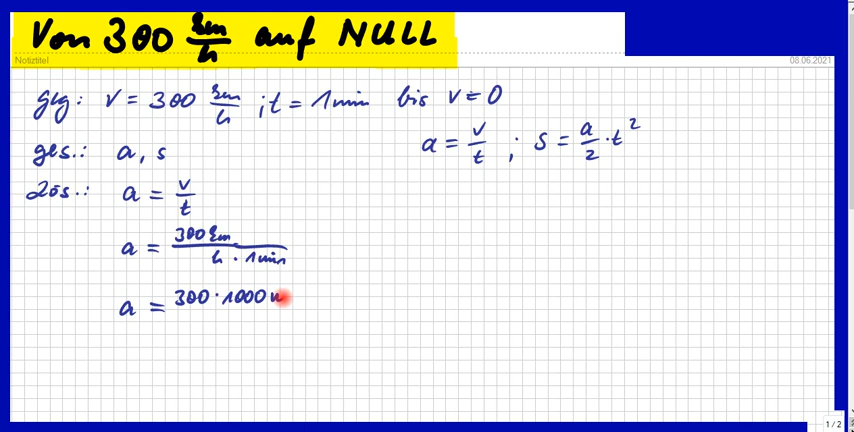 Von 300 km/h auf NULL
Notiztitel
08.06.2021
geg: v = 300 km/h ; t = 1 min bis v = 0
a = v/t ; s = a/2 · t²
ges.: a, s
Lös.: a = v/t
a = 300 km / h · 1 min
a = 300 · 1000 m
1 / 2